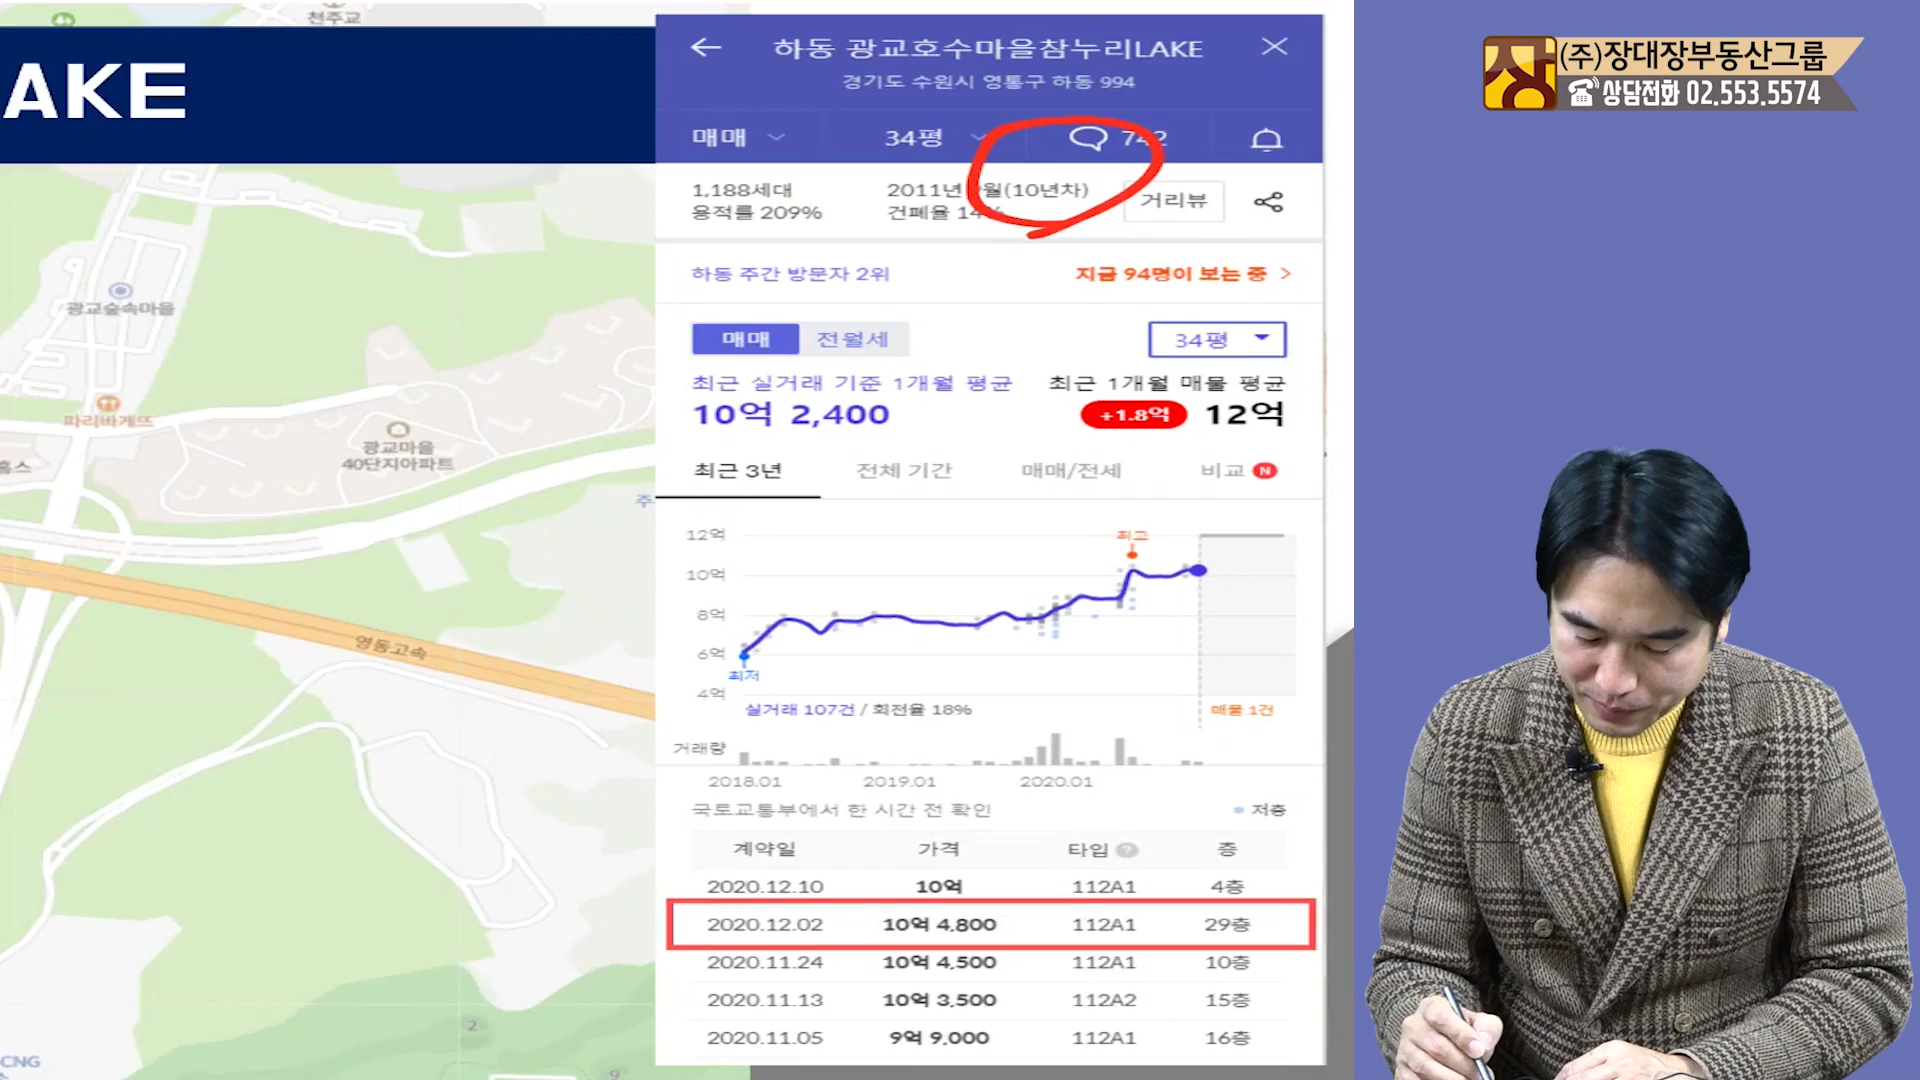 천주교
AKE
광교숲속마을
파리바게뜨
홈스
광교마을
40단지아파트
주
영동고속
2
9
CNG
하동 광교호수마을참누리LAKE
경기도 수원시 영통구 하동 994
매매
34평
742
1,188세대
2011년 월(10년차)
용적률 209%
건폐율 14%
거리뷰
하동 주간 방문자 2위
지금 94명이 보는 중 >
매매
전월세
34평
최근 실거래 기준 1개월 평균
최근 1개월 매물 평균
10억 2,400
+1.8억 12억
최근 3년
전체 기간
매매/전세
비교 N
12억
10억
8억
6억
4억
최고
최저
실거래 107건 / 회전율 18%
매물 1건
거래량
2018.01
2019.01
2020.01
국토교통부에서 한 시간 전 확인
저층
계약일 가격 타입 ? 층
2020.12.10 10억 112A1 4층
2020.12.02 10억 4,800 112A1 29층
2020.11.24 10억 4,500 112A1 10층
2020.11.13 10억 3,500 112A2 15층
2020.11.05 9억 9,000 112A1 16층
장
(주)장대장부동산그룹
상담전화 02.553.5574